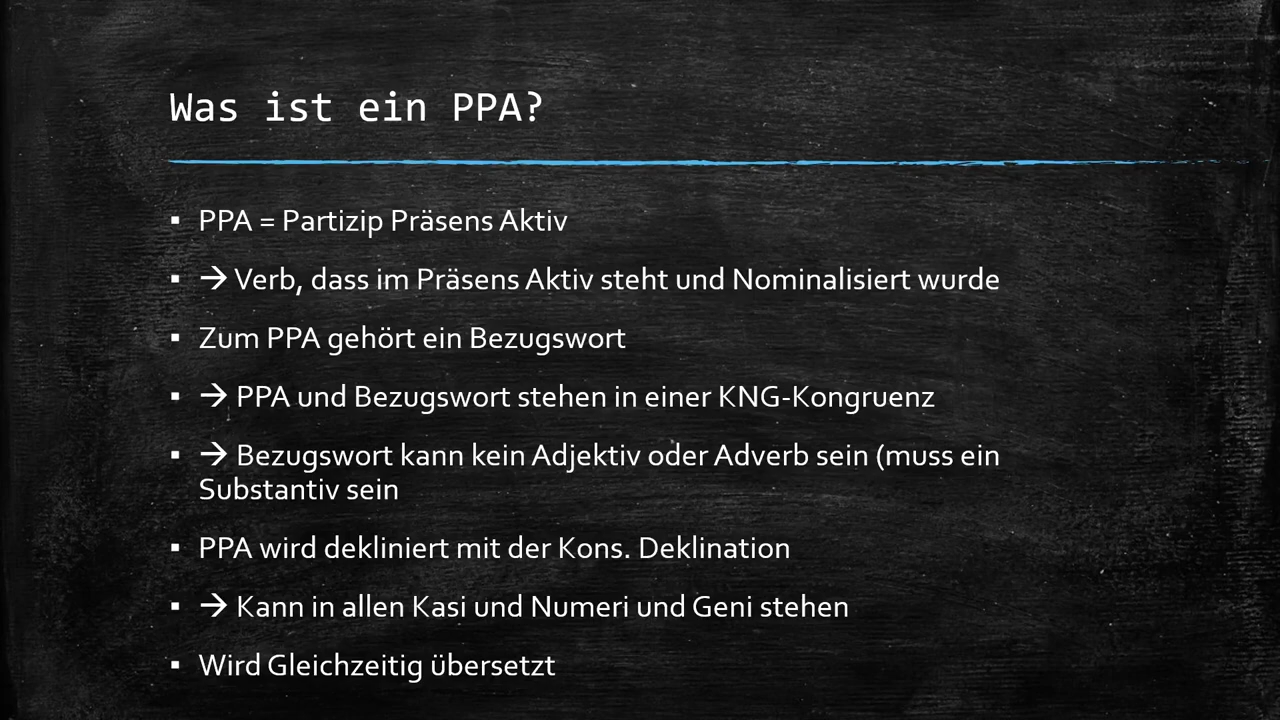 Was ist ein PPA?
▪ PPA = Partizip Präsens Aktiv
▪ → Verb, dass im Präsens Aktiv steht und Nominalisiert wurde
▪ Zum PPA gehört ein Bezugswort
▪ → PPA und Bezugswort stehen in einer KNG-Kongruenz
▪ → Bezugswort kann kein Adjektiv oder Adverb sein (muss ein
Substantiv sein
▪ PPA wird dekliniert mit der Kons. Deklination
▪ → Kann in allen Kasi und Numeri und Geni stehen
▪ Wird Gleichzeitig übersetzt